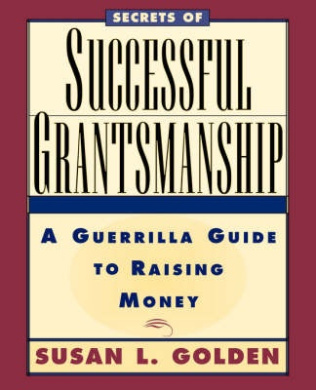 SECRETS OF
SUCCESSFUL
GRANTSMANSHIP
A GUERRILLA GUIDE
TO RAISING
MONEY
SUSAN L. GOLDEN